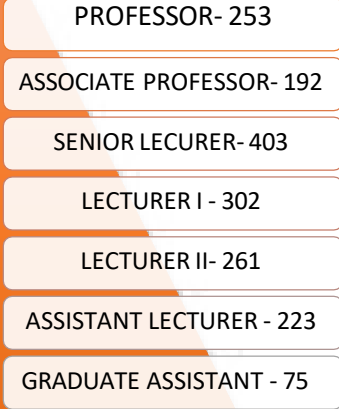 PROFESSOR- 253
ASSOCIATE PROFESSOR- 192
SENIOR LECURER- 403
LECTURER I - 302
LECTURER II- 261
ASSISTANT LECTURER - 223
GRADUATE ASSISTANT - 75